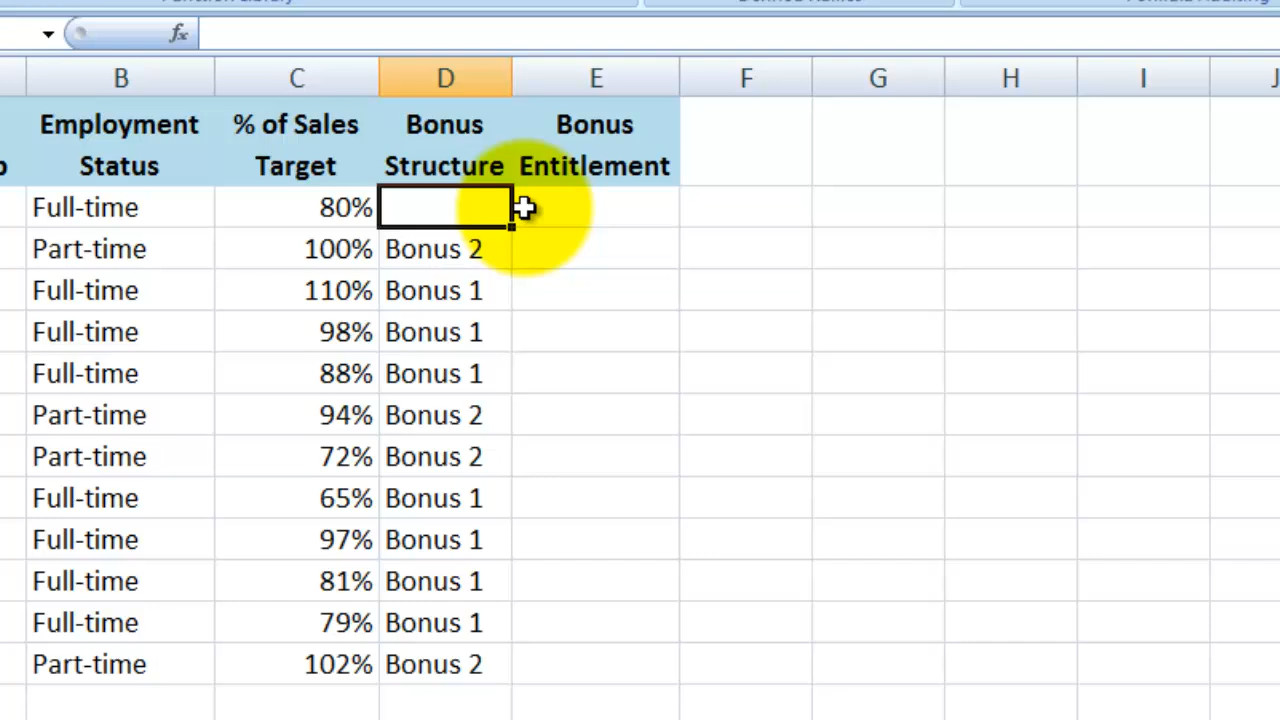 fx
B C D E F G H I J
Employment % of Sales Bonus Bonus
Status Target Structure Entitlement
Full-time 80%
Part-time 100% Bonus 2
Full-time 110% Bonus 1
Full-time 98% Bonus 1
Full-time 88% Bonus 1
Part-time 94% Bonus 2
Part-time 72% Bonus 2
Full-time 65% Bonus 1
Full-time 97% Bonus 1
Full-time 81% Bonus 1
Full-time 79% Bonus 1
Part-time 102% Bonus 2